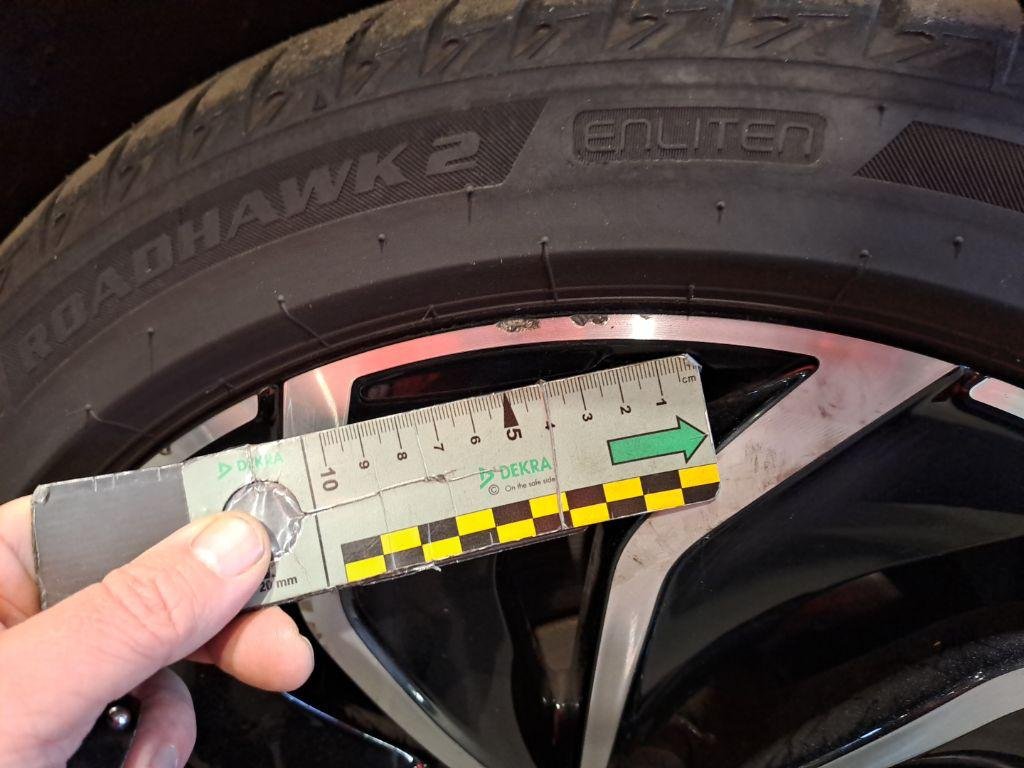 ROADHAWK 2
ENLITEN
cm
1
2
3
4
5
6
7
8
9
10
DEKRA
DEKRA
© On the safe side
20 mm